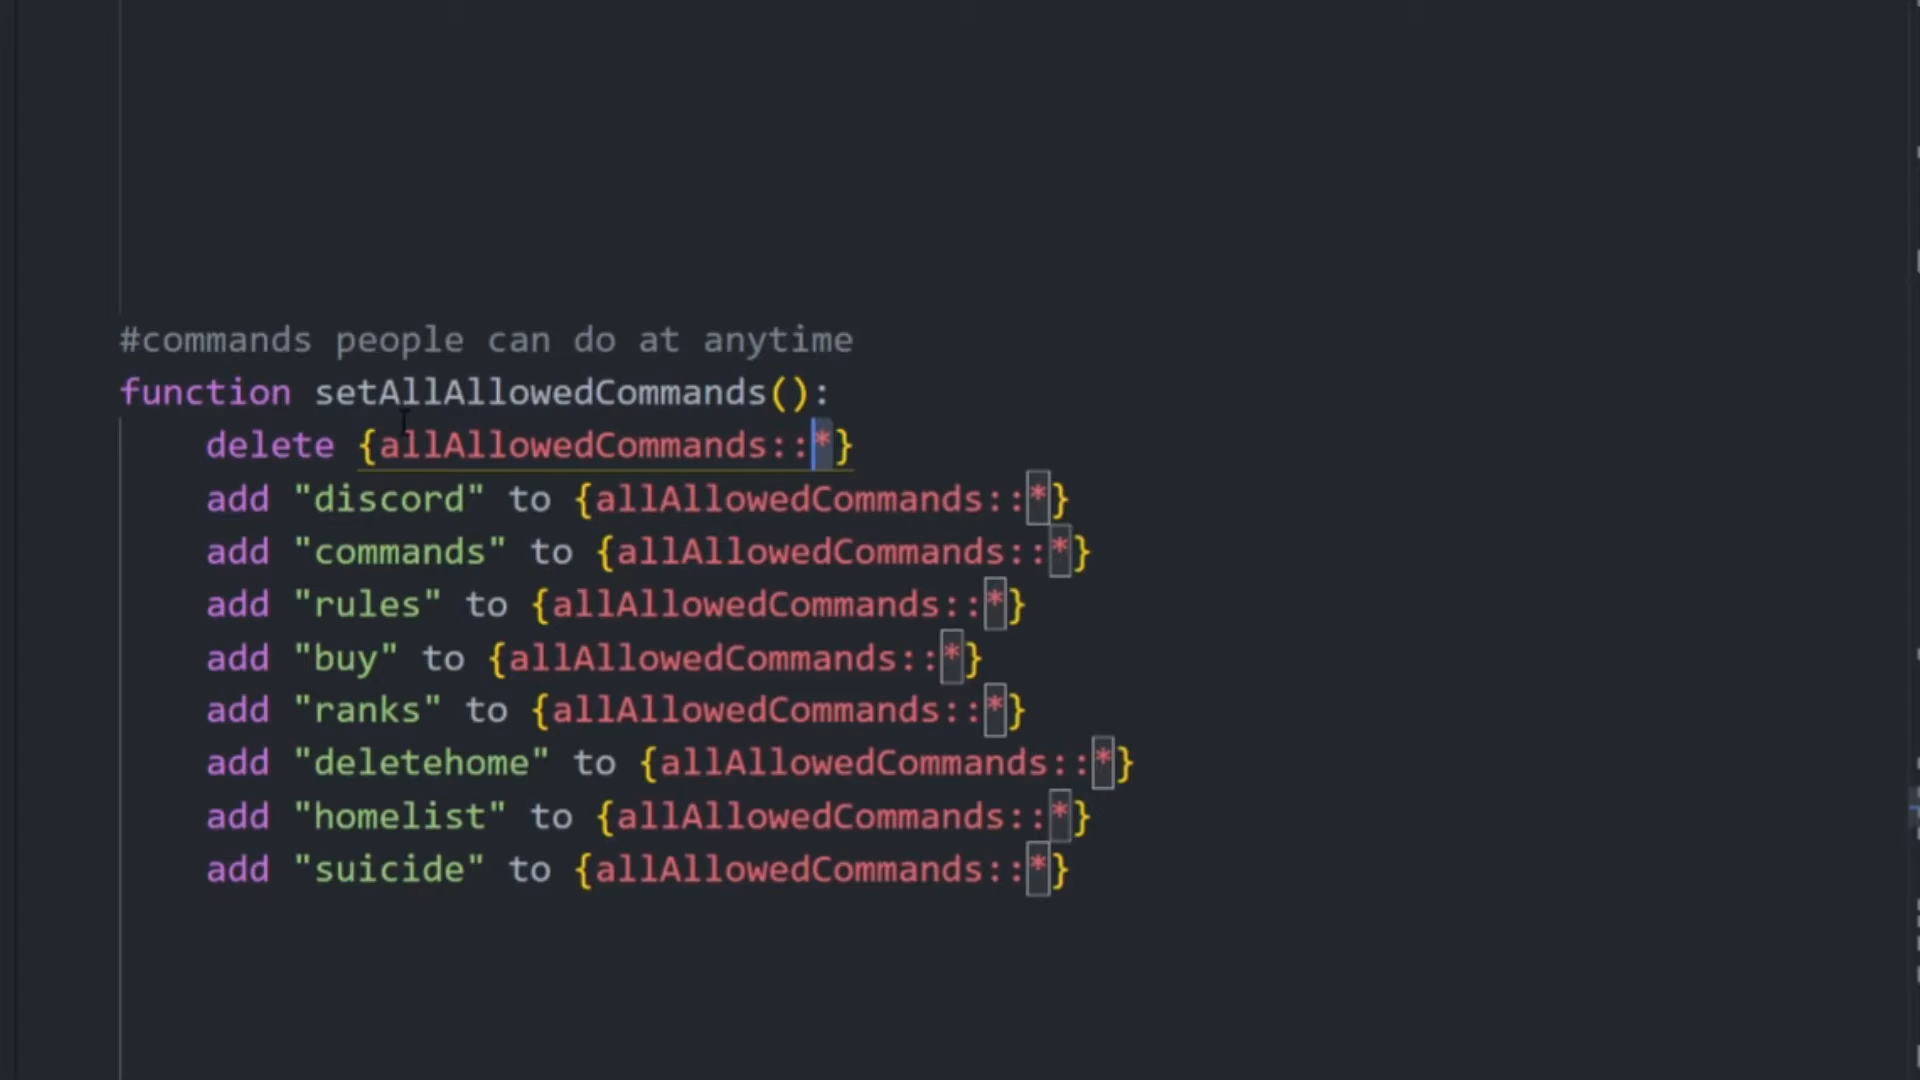 #commands people can do at anytime
function setAllAllowedCommands():
    delete {allAllowedCommands::*}
    add "discord" to {allAllowedCommands::*}
    add "commands" to {allAllowedCommands::*}
    add "rules" to {allAllowedCommands::*}
    add "buy" to {allAllowedCommands::*}
    add "ranks" to {allAllowedCommands::*}
    add "deletehome" to {allAllowedCommands::*}
    add "homelist" to {allAllowedCommands::*}
    add "suicide" to {allAllowedCommands::*}